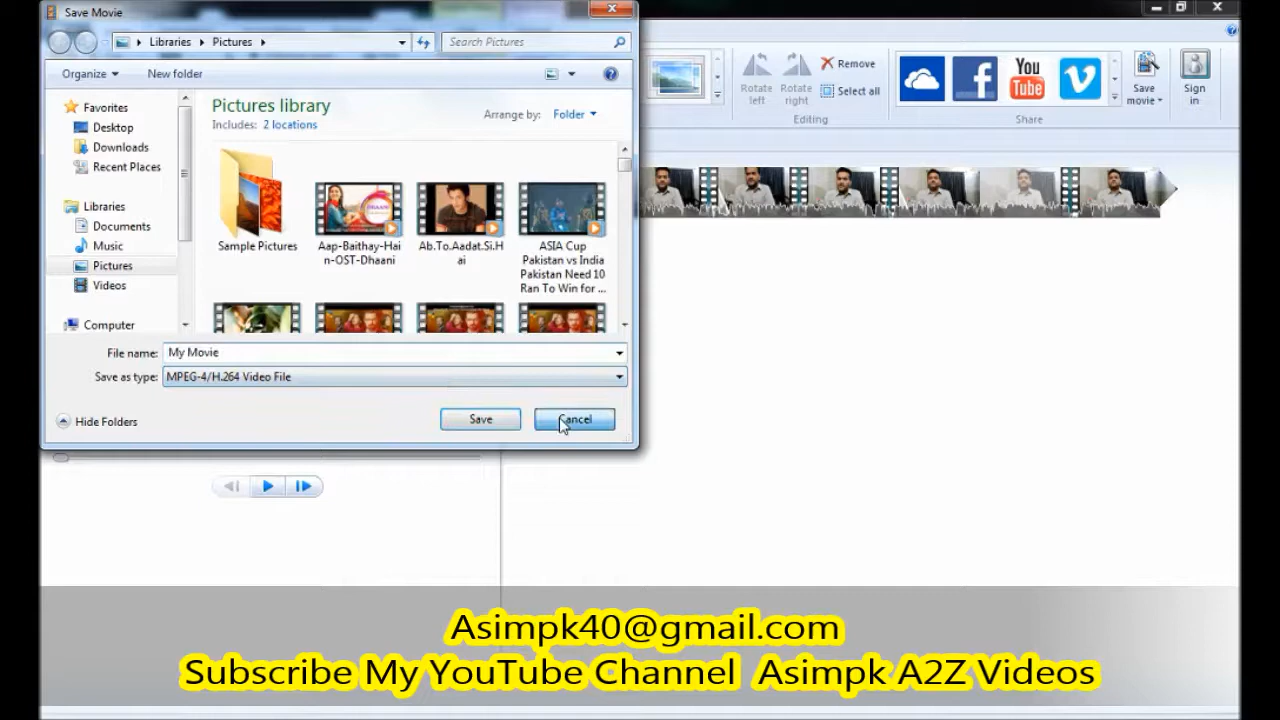 Save Movie
Libraries Pictures
Search Pictures
Organize New folder
Favorites
Desktop
Downloads
Recent Places
Libraries
Documents
Music
Pictures
Videos
Computer
Pictures library
Includes: 2 locations
Arrange by: Folder
Sample Pictures
Aap-Baithay-Hai
n-OST-Dhaani
Ab.To.Aadat.Si.H
ai
ASIA Cup
Pakistan vs India
Pakistan Need 10
Ran To Win for ...
File name: My Movie
Save as type: MPEG-4/H.264 Video File
Hide Folders
Save
Cancel
Rotate
left
Rotate
right
Remove
Select all
Editing
You
Tube
Share
Save
movie
Sign
in
Asimpk40@gmail.com
Subscribe My YouTube Channel Asimpk A2Z Videos